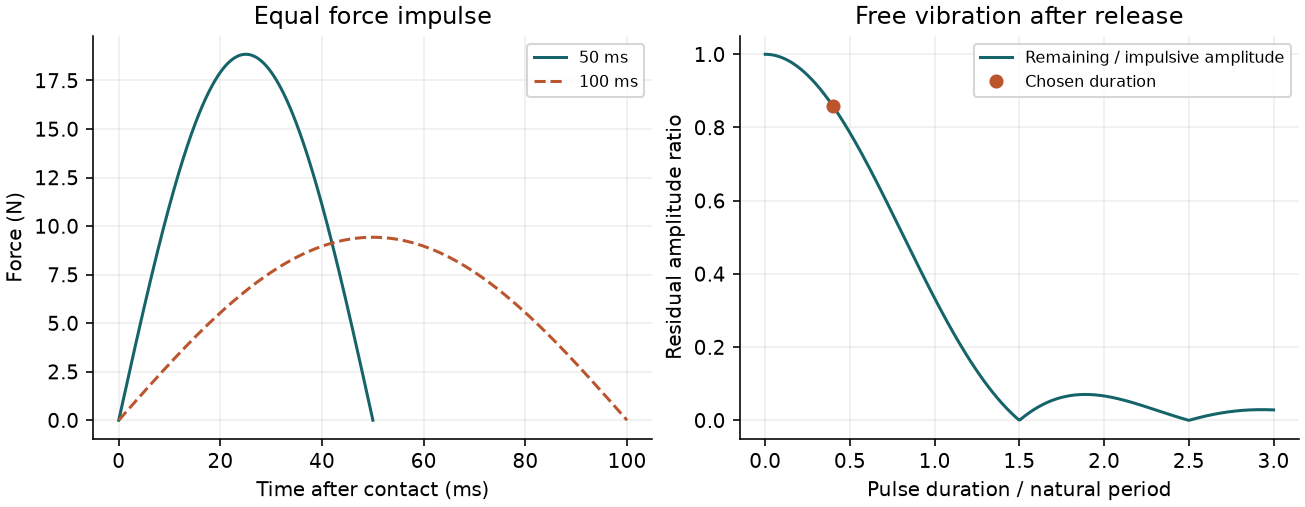 Equal force impulse
Force (N)
17.5
15.0
12.5
10.0
7.5
5.0
2.5
0.0
50 ms
100 ms
0 20 40 60 80 100
Time after contact (ms)
Free vibration after release
Residual amplitude ratio
1.0
0.8
0.6
0.4
0.2
0.0
Remaining / impulsive amplitude
Chosen duration
0.0 0.5 1.0 1.5 2.0 2.5 3.0
Pulse duration / natural period